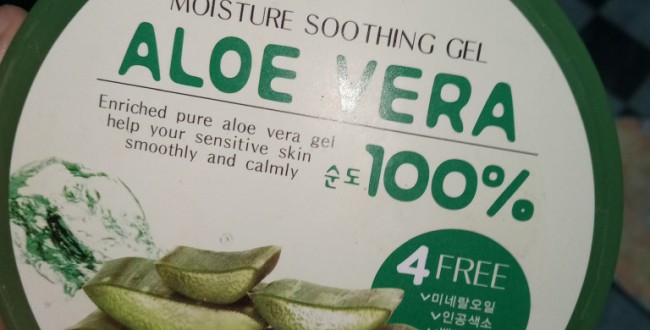 MOISTURE SOOTHING GEL
ALOE VERA
Enriched pure aloe vera gel
help your sensitive skin
smoothly and calmly
순도 100%
4 FREE
✓미네랄오일
✓인공색소